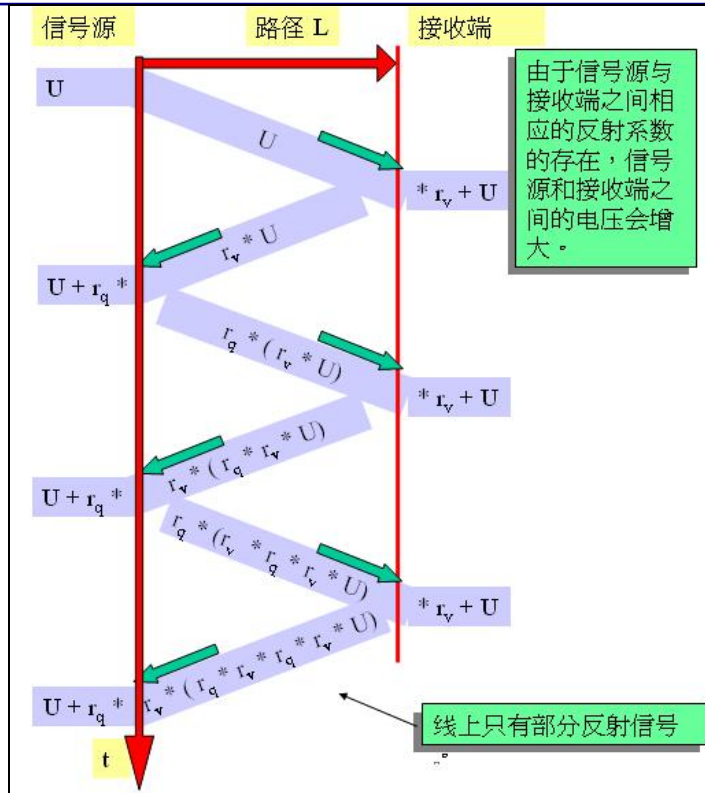 信号源
路径 L
接收端
U
由于信号源与
接收端之间相
应的反射系数
的存在，信号
源和接收端之
间的电压会增
大。
U
* rv + U
rv * U
U + rq *
rq * ( rv * U)
* rv + U
rv * ( rq * rv * U)
U + rq *
rq * (rv * rq * rv * U)
* rv + U
rv * ( rq * rv * rq * rv * U)
U + rq *
线上只有部分反射信号
。
t